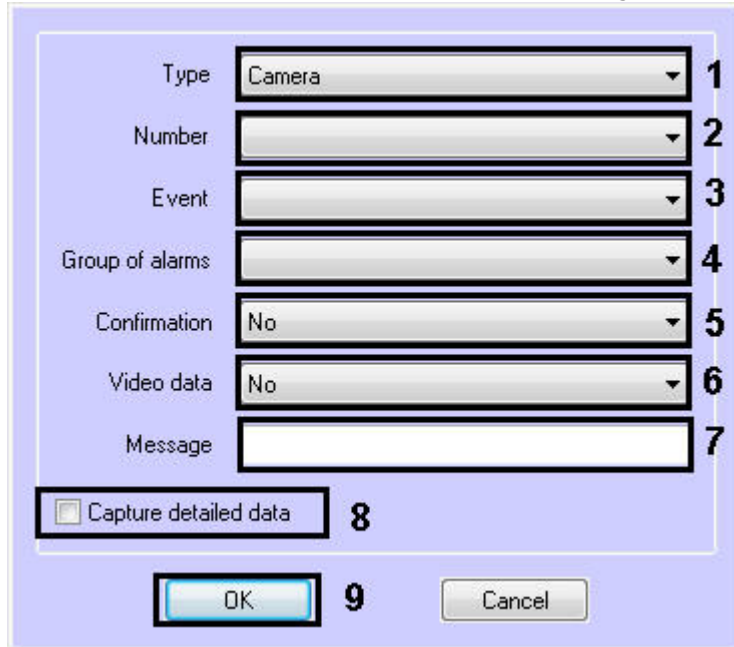 Type Camera 1
Number 2
Event 3
Group of alarms 4
Confirmation No 5
Video data No 6
Message 7
Capture detailed data 8
OK 9 Cancel